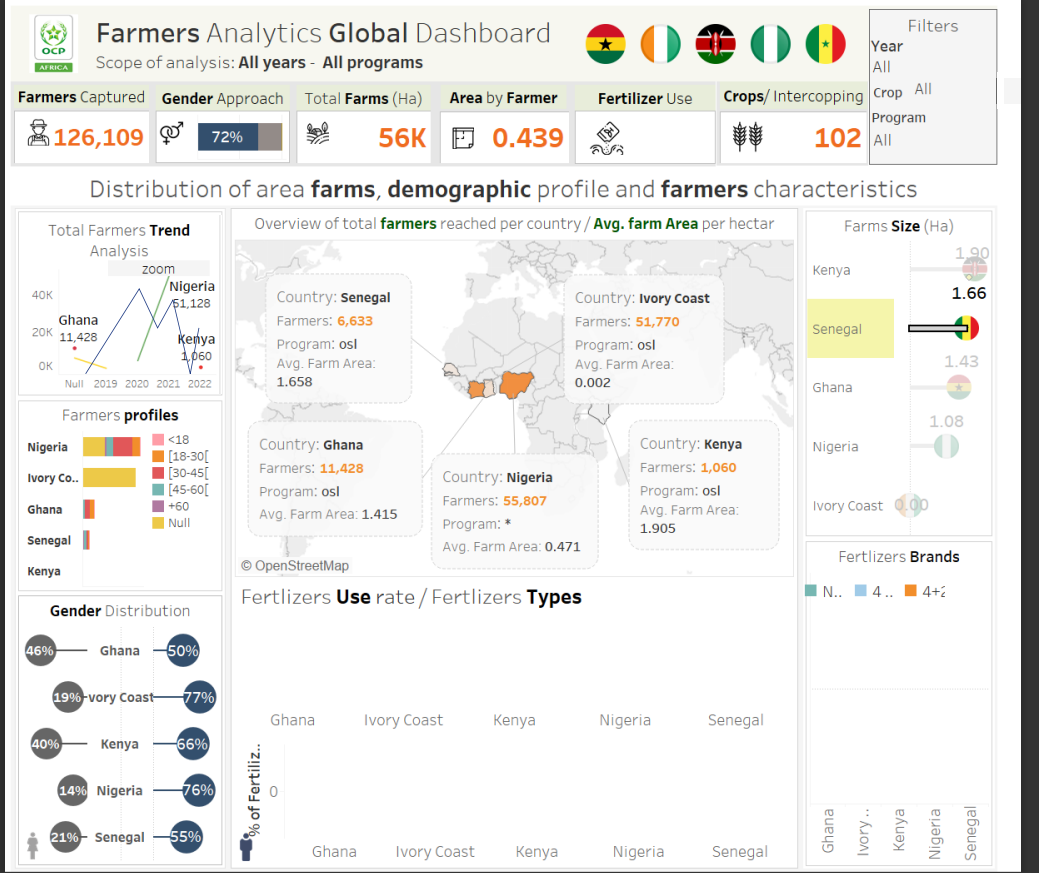 OCP
AFRICA
Farmers Analytics Global Dashboard
Scope of analysis: All years - All programs
Filters
Year
All
Crop All
Program
All
Farmers Captured
126,109
Gender Approach
72%
Total Farms (Ha)
56K
Area by Farmer
0.439
Fertilizer Use
Crops/ Intercopping
102
Distribution of area farms, demographic profile and farmers characteristics
Total Farmers Trend
Analysis
zoom
Nigeria
51,128
Ghana
11,428
Kenya
1,060
40K
20K
0K
Null 2019 2020 2021 2022
Farmers profiles
Nigeria
Ivory Co..
Ghana
Senegal
Kenya
<18
[18-30[
[30-45[
[45-60[
+60
Null
Gender Distribution
46% Ghana 50%
19% vory Coast 77%
40% Kenya 66%
14% Nigeria 76%
21% Senegal 55%
Overview of total farmers reached per country / Avg. farm Area per hectar
Country: Senegal
Farmers: 6,633
Program: osl
Avg. Farm Area:
1.658
Country: Ivory Coast
Farmers: 51,770
Program: osl
Avg. Farm Area:
0.002
Country: Ghana
Farmers: 11,428
Program: osl
Avg. Farm Area: 1.415
Country: Nigeria
Farmers: 55,807
Program: *
Avg. Farm Area: 0.471
Country: Kenya
Farmers: 1,060
Program: osl
Avg. Farm Area:
1.905
© OpenStreetMap
Fertlizers Use rate / Fertlizers Types
Ghana Ivory Coast Kenya Nigeria Senegal
% of Fertiliz..
0
Ghana Ivory Coast Kenya Nigeria Senegal
Farms Size (Ha)
Kenya 1.90
Senegal 1.66
Ghana 1.43
Nigeria 1.08
Ivory Coast 0.00
Fertlizers Brands
N.. 4 .. 4+2
Ghana
Ivory ..
Kenya
Nigeria
Senegal